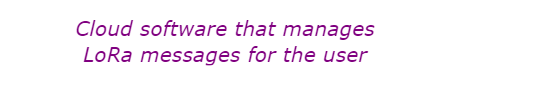 Cloud software that manages
LoRa messages for the user